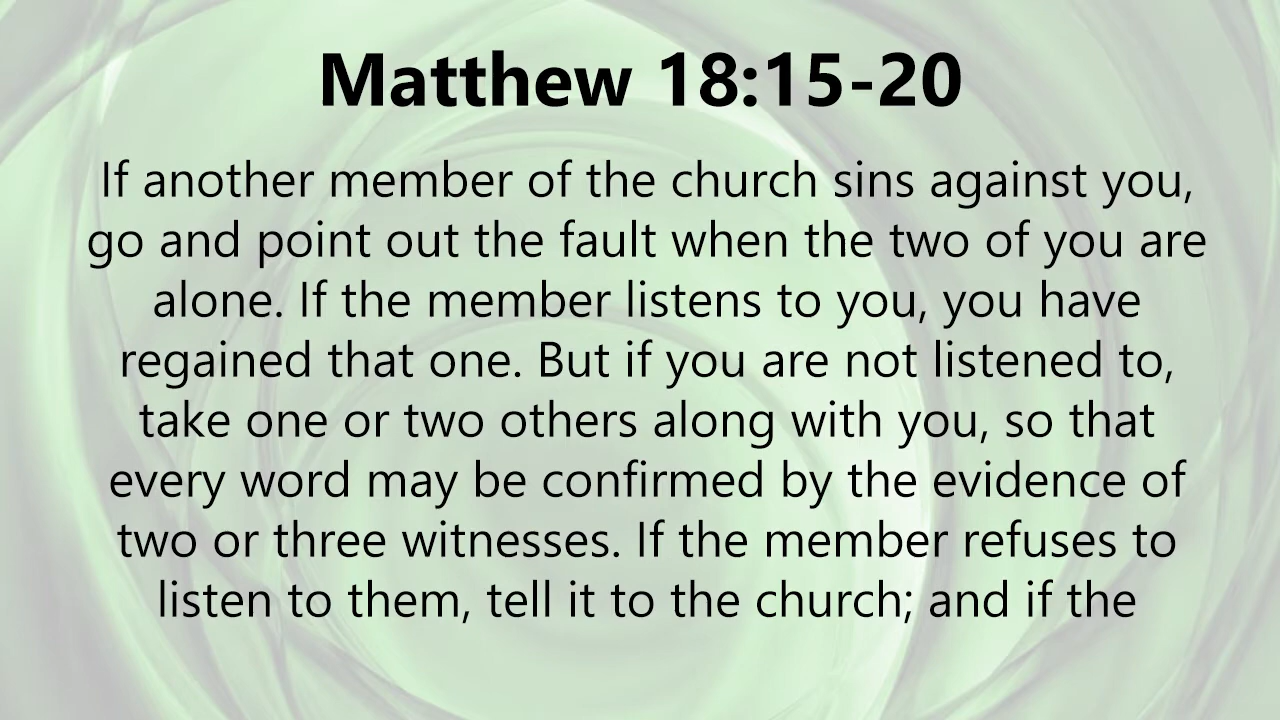 Matthew 18:15-20
If another member of the church sins against you,
go and point out the fault when the two of you are
alone. If the member listens to you, you have
regained that one. But if you are not listened to,
take one or two others along with you, so that
every word may be confirmed by the evidence of
two or three witnesses. If the member refuses to
listen to them, tell it to the church; and if the